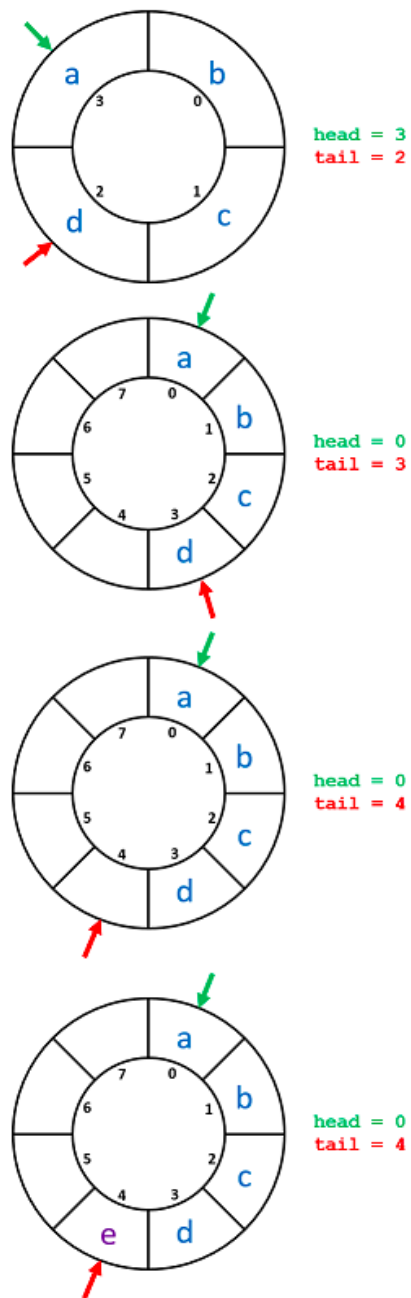 a b
3 0
head = 3
tail = 2
2 1
d c
a
7 0
b
6 1
head = 0
tail = 3
5 2
c
4 3
d
a
7 0
b
6 1
head = 0
tail = 4
5 2
c
4 3
d
a
7 0
b
6 1
head = 0
tail = 4
5 2
c
4 3
e d